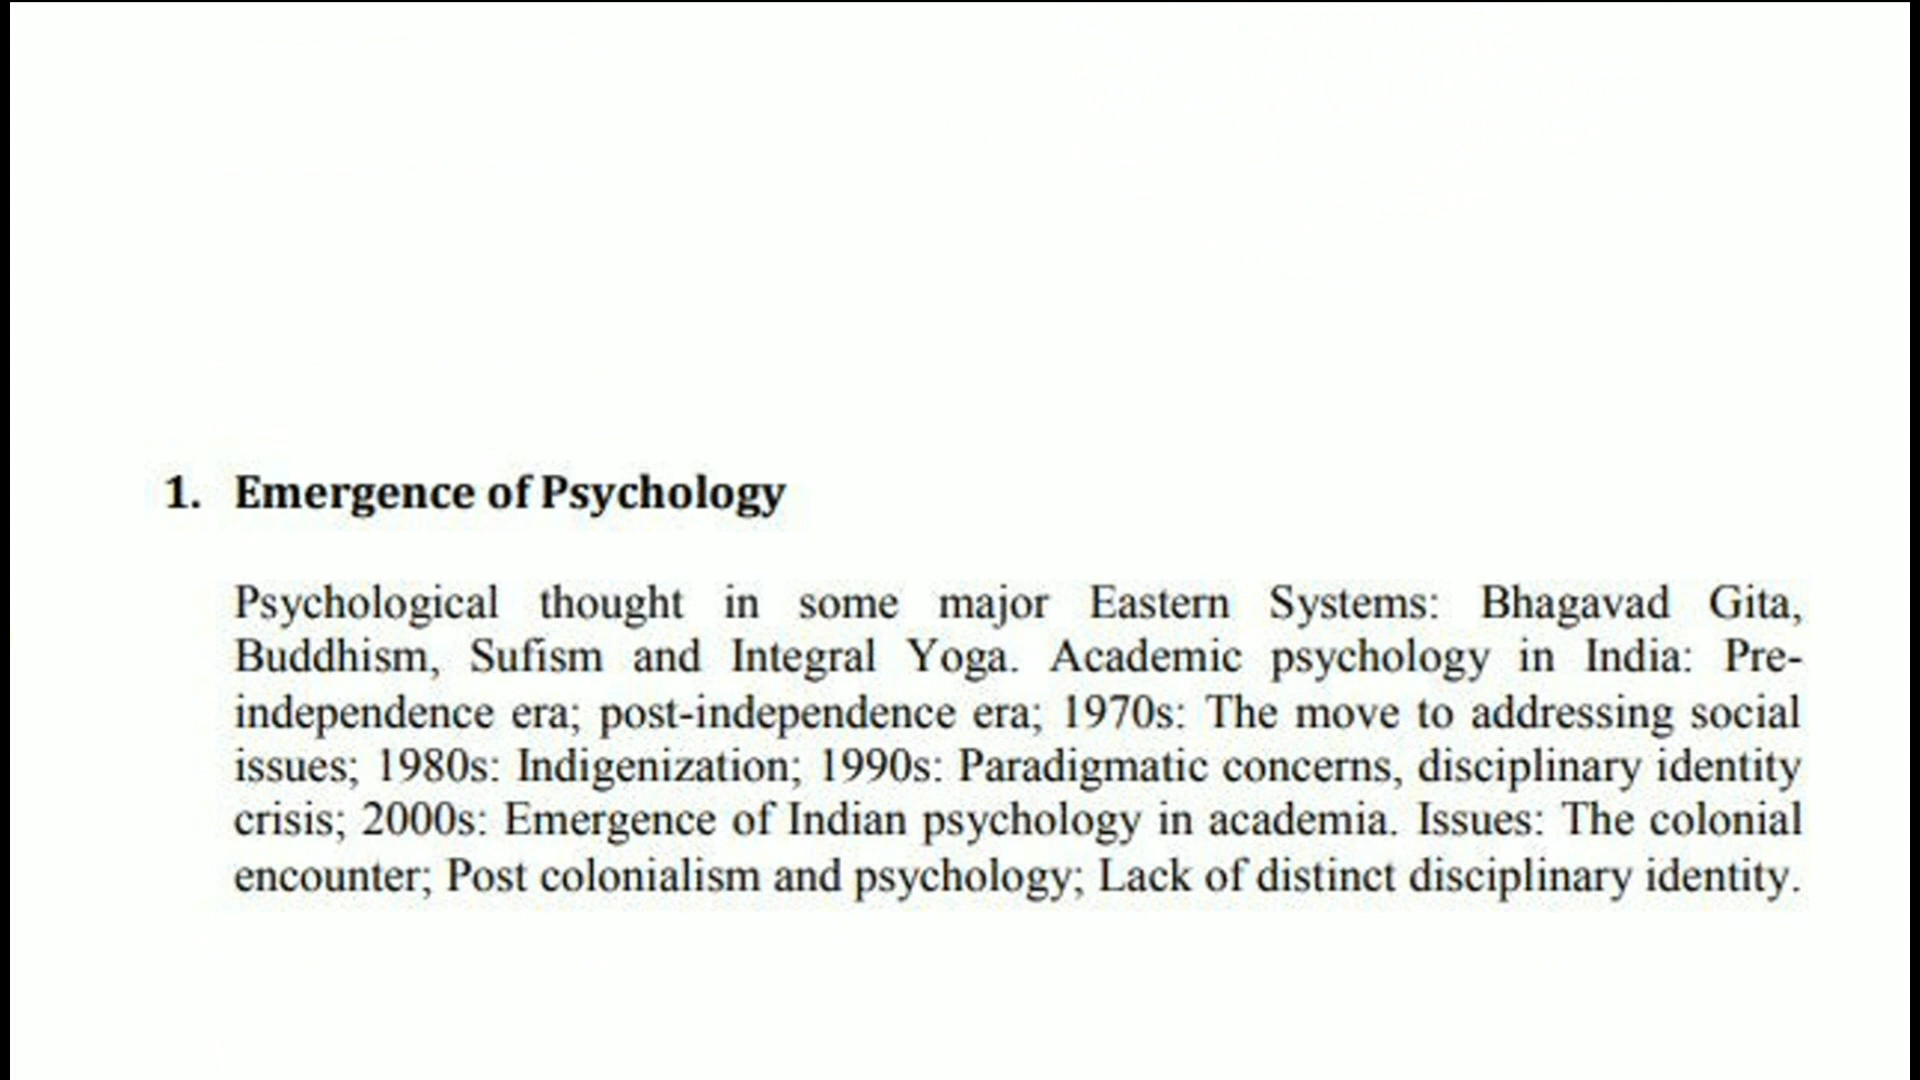 1. Emergence of Psychology
Psychological thought in some major Eastern Systems: Bhagavad Gita,
Buddhism, Sufism and Integral Yoga. Academic psychology in India: Pre-
independence era; post-independence era; 1970s: The move to addressing social
issues; 1980s: Indigenization; 1990s: Paradigmatic concerns, disciplinary identity
crisis; 2000s: Emergence of Indian psychology in academia. Issues: The colonial
encounter; Post colonialism and psychology; Lack of distinct disciplinary identity.